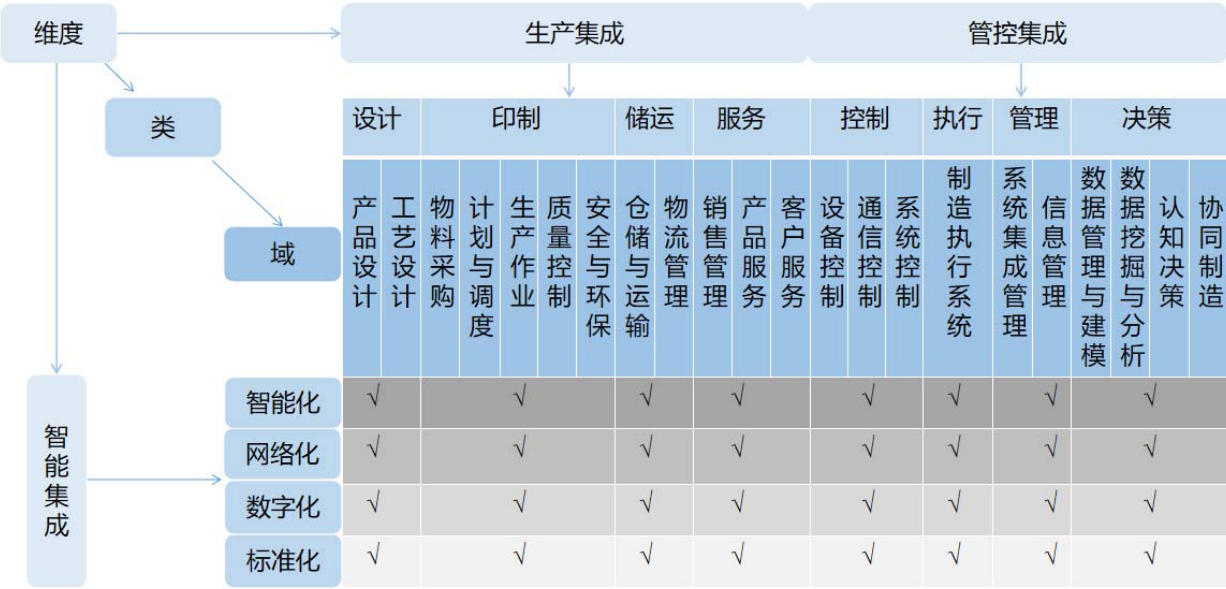 维度
生产集成
管控集成
类
设计
印制
储运
服务
控制
执行
管理
决策
域
产品设计
工艺设计
物料采购
计划与调度
生产作业
质量控制
安全与环保
仓储与运输
物流管理
销售管理
产品服务
客户服务
设备控制
通信控制
系统控制
制造执行系统
系统集成管理
信息管理
数据管理与建模
数据挖掘与分析
认知决策
协同制造
智能集成
智能化 √ √ √ √ √ √ √ √
网络化 √ √ √ √ √ √ √ √
数字化 √ √ √ √ √ √ √ √
标准化 √ √ √ √ √ √ √ √